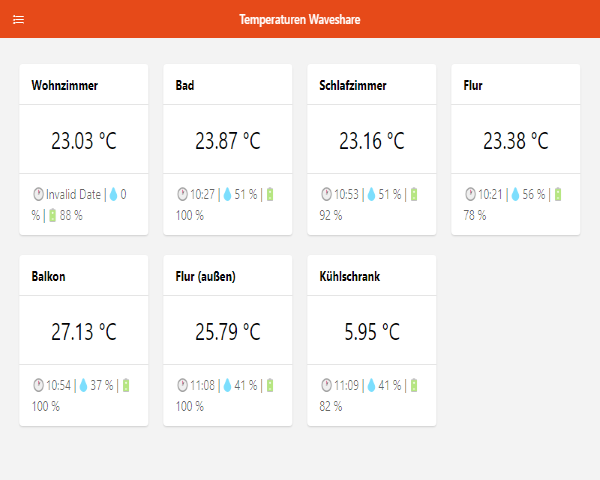 Temperaturen Waveshare
Wohnzimmer
23.03 °C
Invalid Date | 0
% | 88 %
Bad
23.87 °C
10:27 | 51 % |
100 %
Schlafzimmer
23.16 °C
10:53 | 51 % |
92 %
Flur
23.38 °C
10:21 | 56 % |
78 %
Balkon
27.13 °C
10:54 | 37 % |
100 %
Flur (außen)
25.79 °C
11:08 | 41 % |
100 %
Kühlschrank
5.95 °C
11:09 | 41 % |
82 %